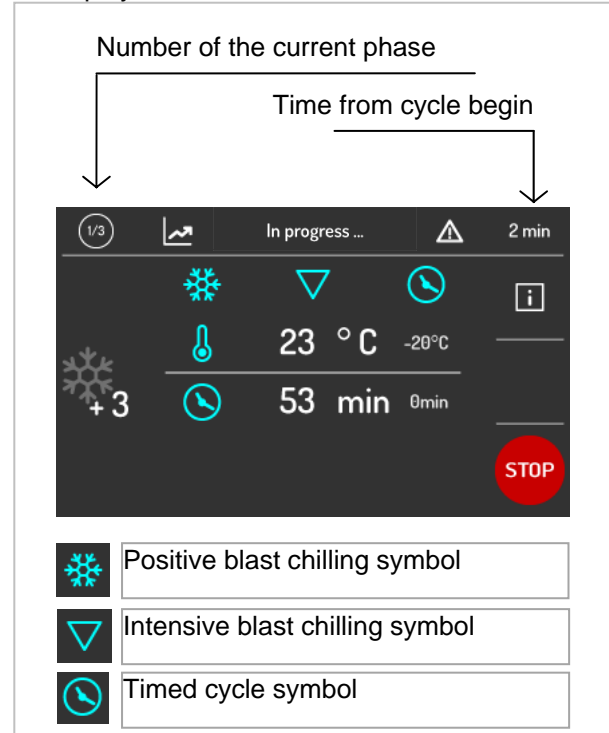 Number of the current phase
Time from cycle begin
1/3
In progress ...
2 min
i
23 °C -20°C
+3
53 min 0min
STOP
Positive blast chilling symbol
Intensive blast chilling symbol
Timed cycle symbol